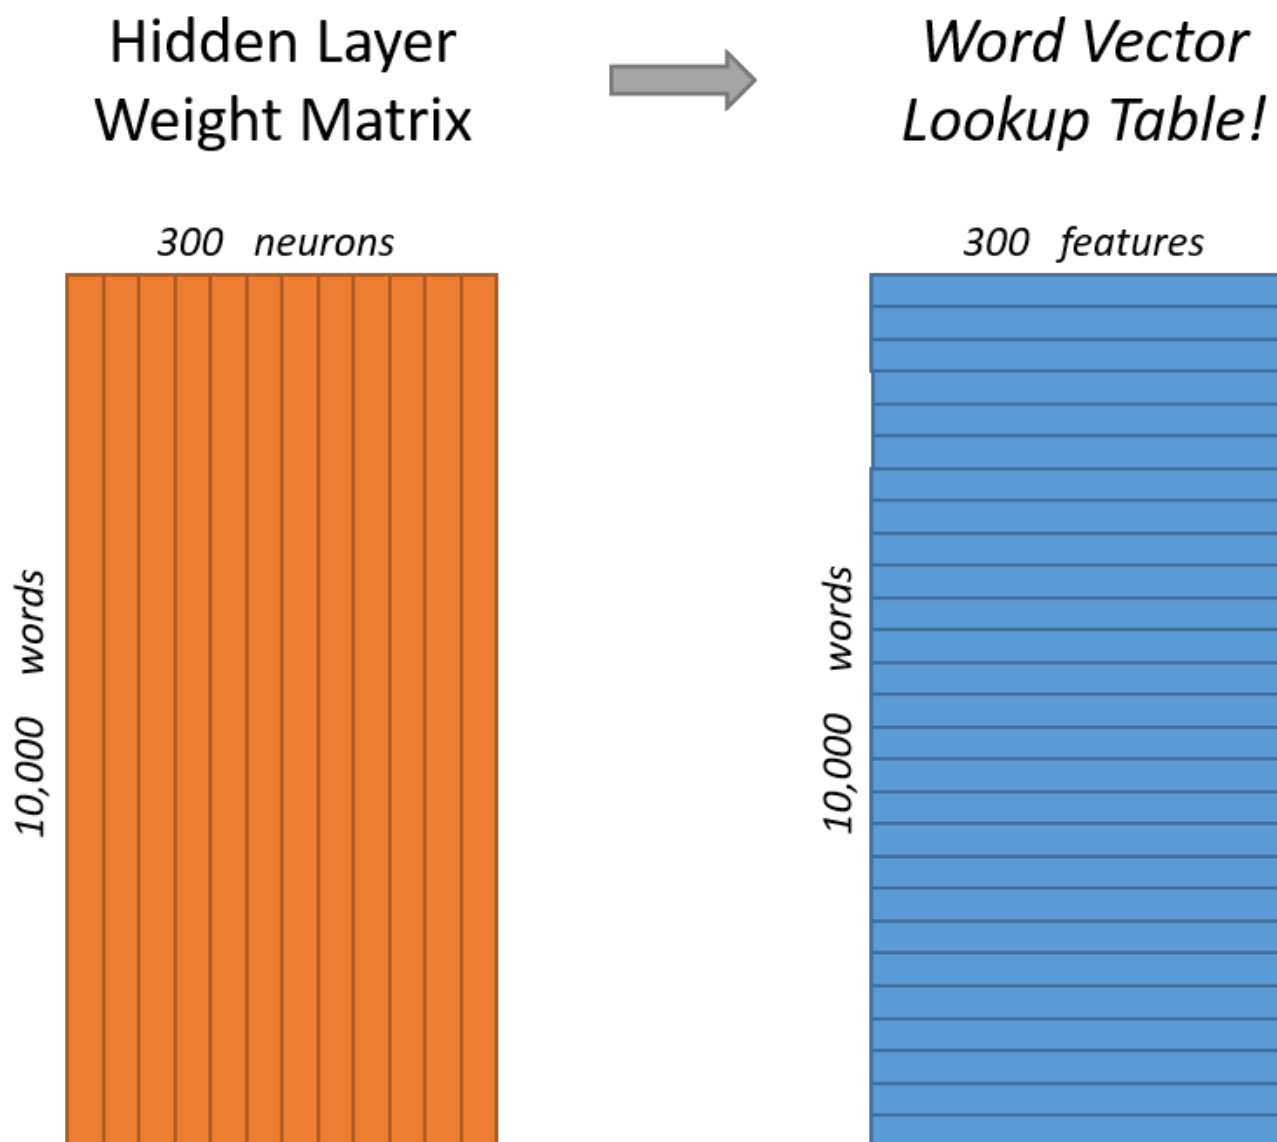 Hidden Layer
Weight Matrix
Word Vector
Lookup Table!
300 neurons
10,000 words
300 features
10,000 words